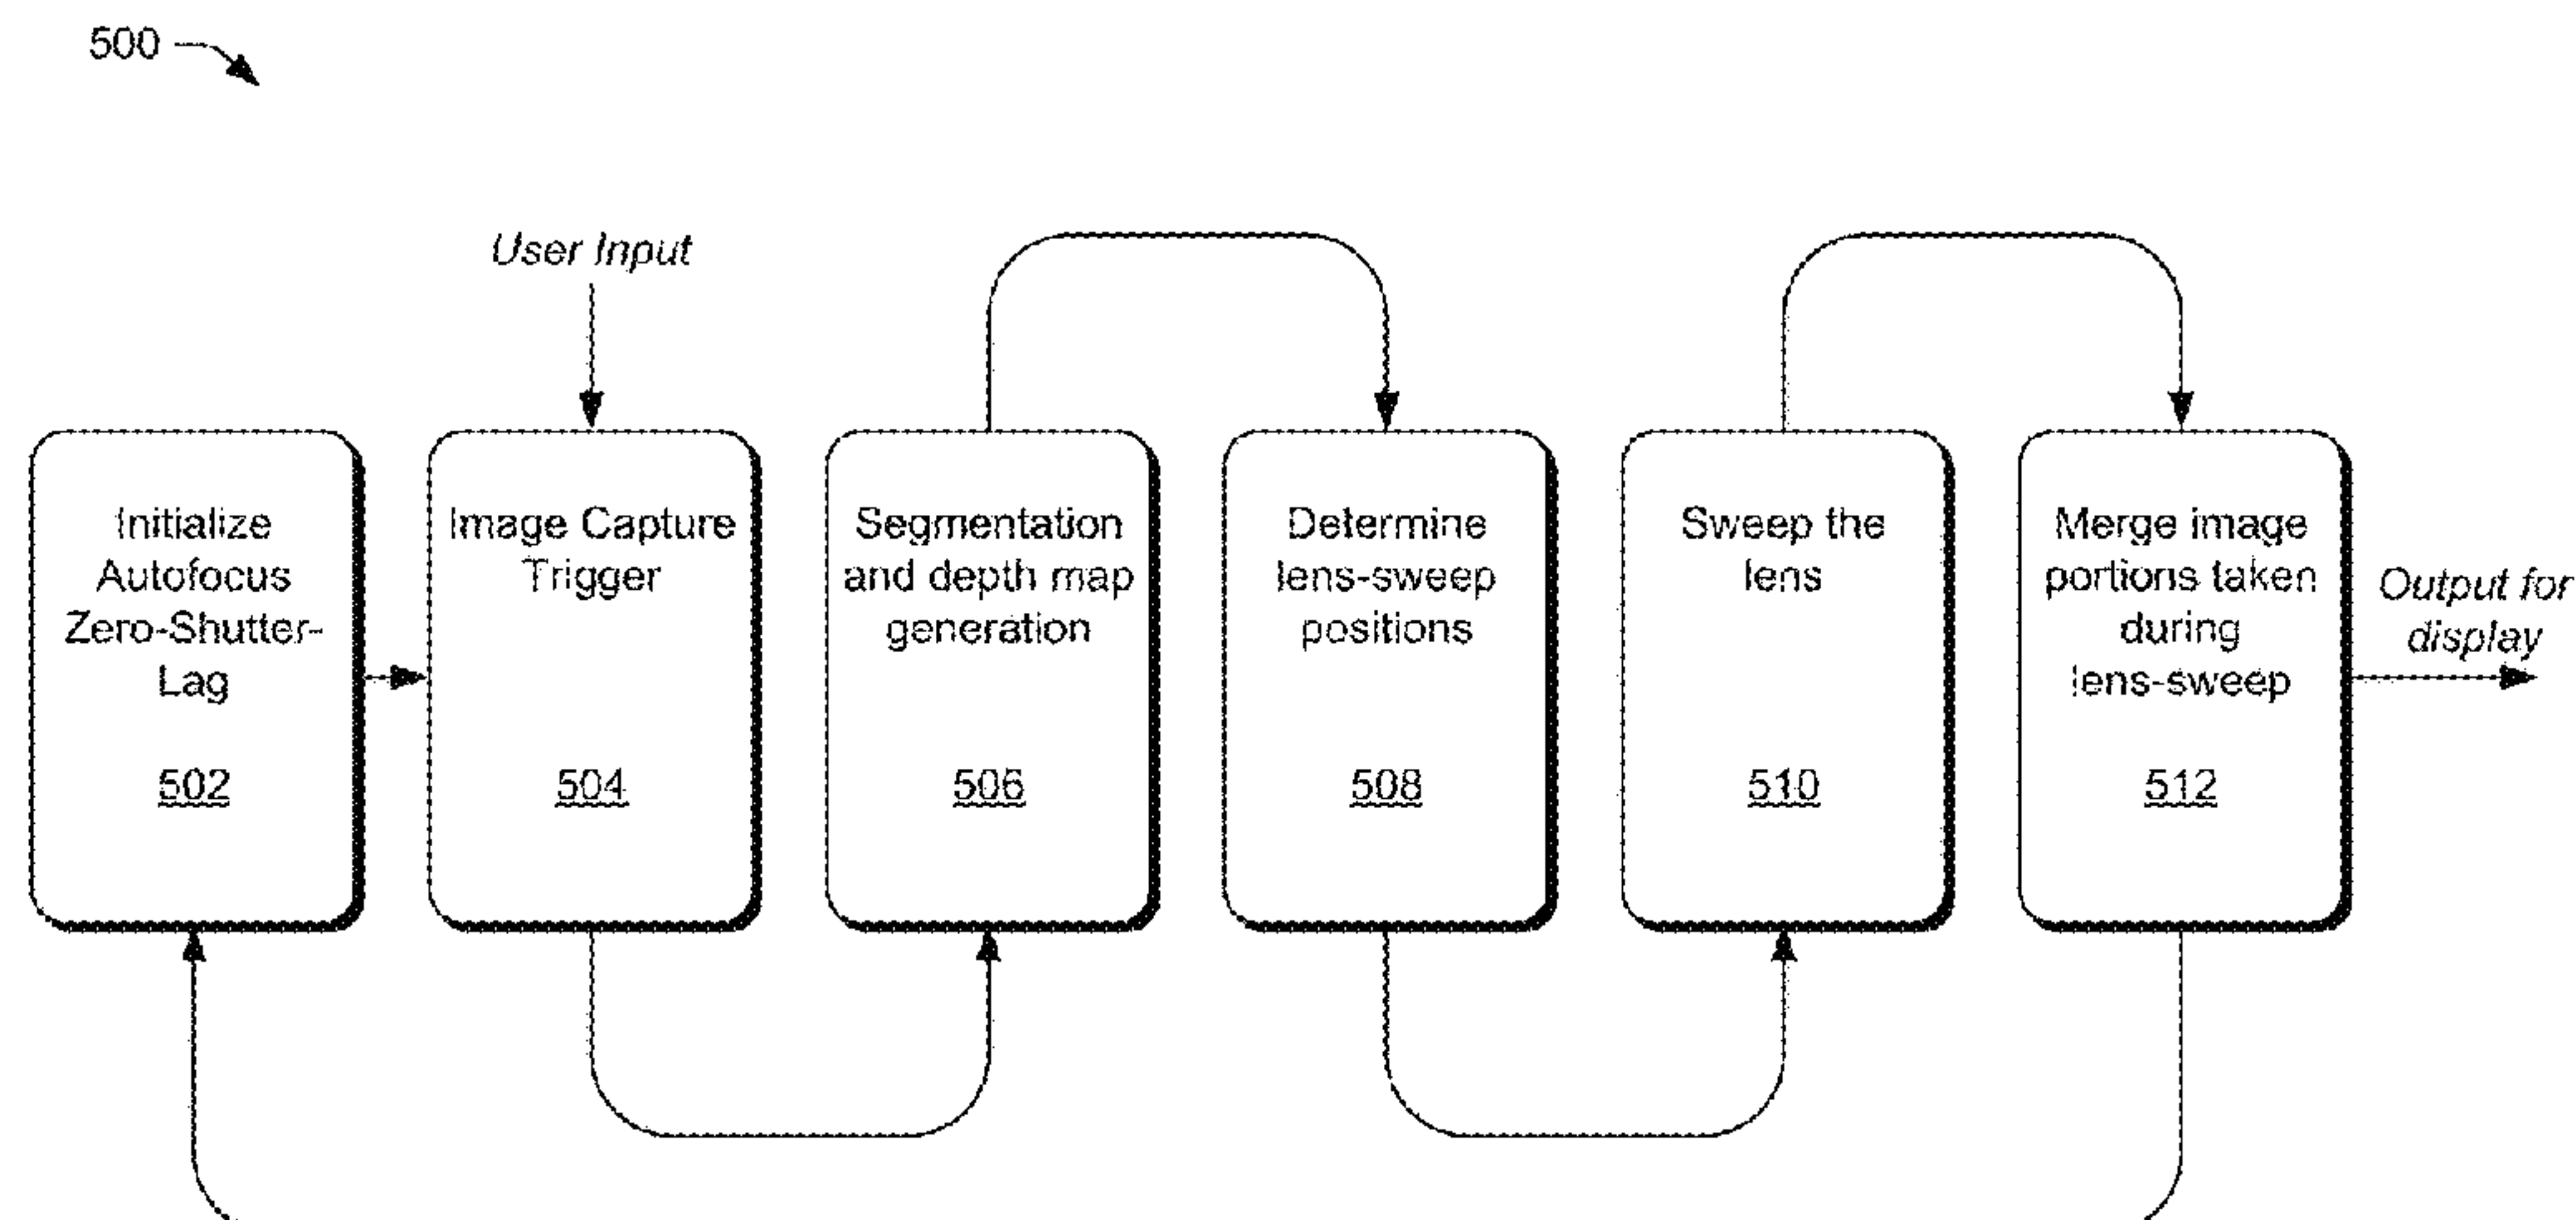 500
User Input
Initialize
Autofocus
Zero-Shutter-
Lag
502
Image Capture
Trigger
504
Segmentation
and depth map
generation
506
Determine
lens-sweep
positions
508
Sweep the
lens
510
Merge image
portions taken
during
lens-sweep
512
Output for
display